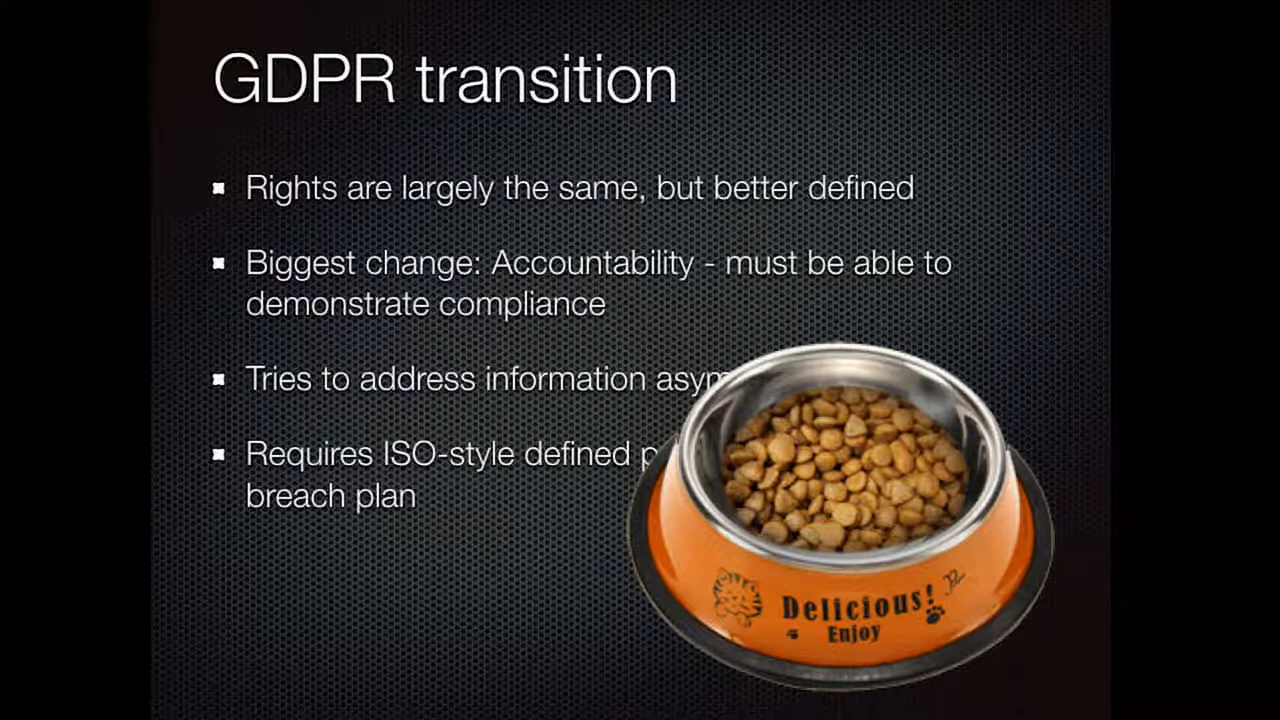 GDPR transition
Rights are largely the same, but better defined
Biggest change: Accountability - must be able to
demonstrate compliance
Tries to address information
Requires ISO-style defined
breach plan
Delicious!
Enjoy